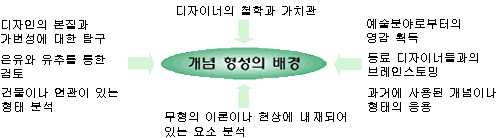 디자이너의 철학과 가치관
디자인의 본질과
가변성에 대한 탐구
은유와 유추를 통한
검토
건물이나 연관이 있는
형태 분석
개념 형성의 배경
예술분야로부터의
영감 획득
동료 디자이너들과의
브레인스토밍
과거에 사용된 개념이나
형태의 응용
무형의 이론이나 현상에 내재되어
있는 요소 분석